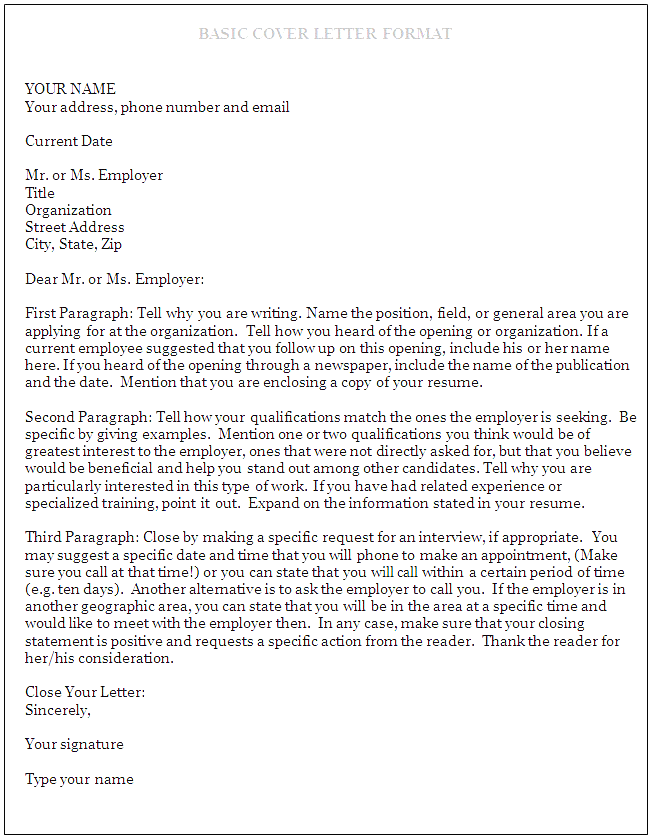 BASIC COVER LETTER FORMAT
YOUR NAME
Your address, phone number and email
Current Date
Mr. or Ms. Employer
Title
Organization
Street Address
City, State, Zip
Dear Mr. or Ms. Employer:
First Paragraph: Tell why you are writing. Name the position, field, or general area you are
applying for at the organization.  Tell how you heard of the opening or organization. If a
current employee suggested that you follow up on this opening, include his or her name
here. If you heard of the opening through a newspaper, include the name of the publication
and the date.  Mention that you are enclosing a copy of your resume.
Second Paragraph: Tell how your qualifications match the ones the employer is seeking.  Be
specific by giving examples.  Mention one or two qualifications you think would be of
greatest interest to the employer, ones that were not directly asked for, but that you believe
would be beneficial and help you stand out among other candidates. Tell why you are
particularly interested in this type of work. If you have had related experience or
specialized training, point it out.  Expand on the information stated in your resume.
Third Paragraph: Close by making a specific request for an interview, if appropriate.  You
may suggest a specific date and time that you will phone to make an appointment, (Make
sure you call at that time!) or you can state that you will call within a certain period of time
(e.g. ten days).  Another alternative is to ask the employer to call you.  If the employer is in
another geographic area, you can state that you will be in the area at a specific time and
would like to meet with the employer then.  In any case, make sure that your closing
statement is positive and requests a specific action from the reader.  Thank the reader for
her/his consideration.
Close Your Letter:
Sincerely,
Your signature
Type your name